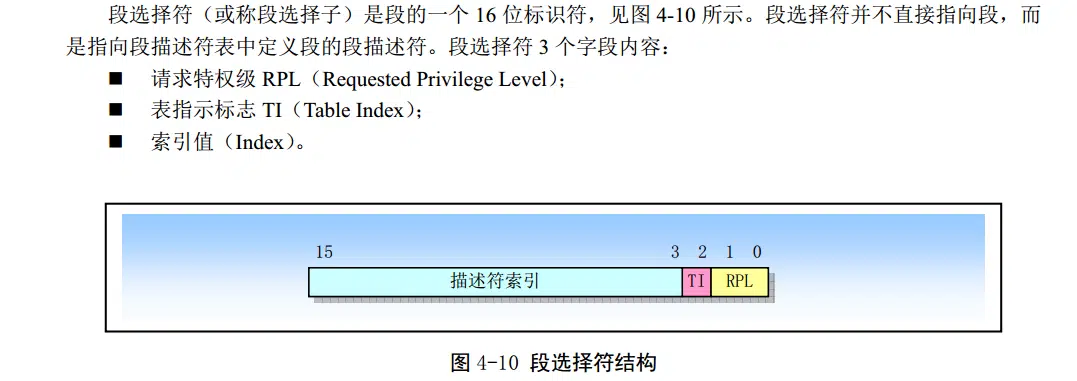 段选择符（或称段选择子）是段的一个 16 位标识符，见图 4-10 所示。段选择符并不直接指向段，而
是指向段描述符表中定义段的段描述符。段选择符 3 个字段内容：
■ 请求特权级 RPL（Requested Privilege Level）；
■ 表指示标志 TI（Table Index）；
■ 索引值（Index）。
15 3 2 1 0
描述符索引 TI RPL
图 4-10 段选择符结构